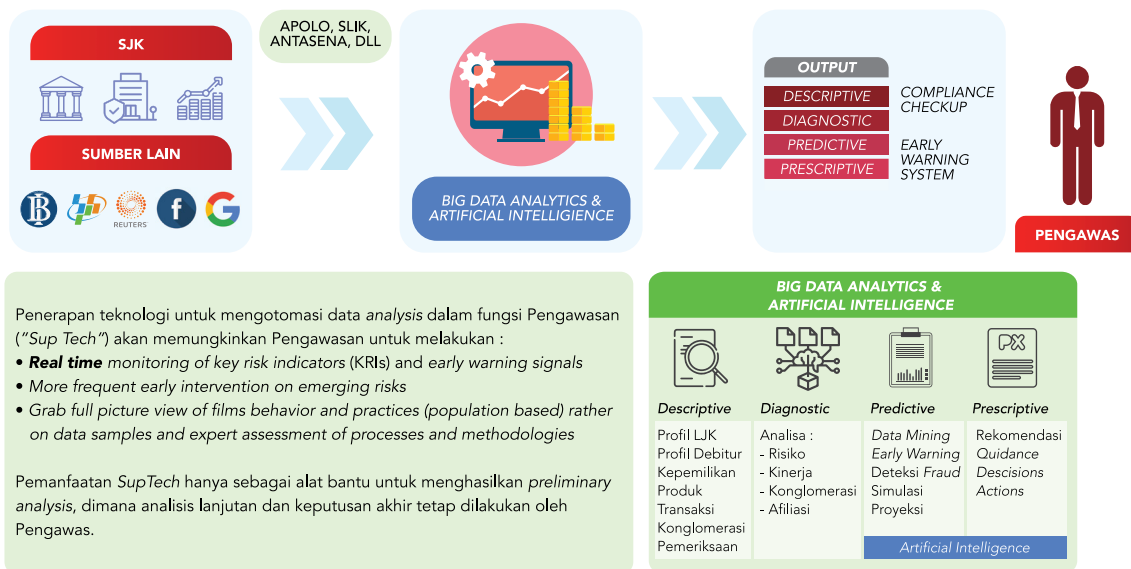 SJK
SUMBER LAIN
REUTERS
APOLO, SLIK,
ANTASENA, DLL
BIG DATA ANALYTICS &
ARTIFICIAL INTELLIGIENCE
OUTPUT
DESCRIPTIVE
DIAGNOSTIC
PREDICTIVE
PRESCRIPTIVE
COMPLIANCE
CHECKUP
EARLY
WARNING
SYSTEM
PENGAWAS
Penerapan teknologi untuk mengotomasi data analysis dalam fungsi Pengawasan
("Sup Tech") akan memungkinkan Pengawasan untuk melakukan :
• Real time monitoring of key risk indicators (KRIs) and early warning signals
• More frequent early intervention on emerging risks
• Grab full picture view of films behavior and practices (population based) rather
on data samples and expert assessment of processes and methodologies
Pemanfaatan SupTech hanya sebagai alat bantu untuk menghasilkan preliminary
analysis, dimana analisis lanjutan dan keputusan akhir tetap dilakukan oleh
Pengawas.
BIG DATA ANALYTICS &
ARTIFICIAL INTELLIGENCE
PX
Descriptive
Profil LJK
Profil Debitur
Kepemilikan
Produk
Transaksi
Konglomerasi
Pemeriksaan
Diagnostic
Analisa :
- Risiko
- Kinerja
- Konglomerasi
- Afiliasi
Predictive
Data Mining
Early Warning
Deteksi Fraud
Simulasi
Proyeksi
Prescriptive
Rekomendasi
Quidance
Descisions
Actions
Artificial Intelligence